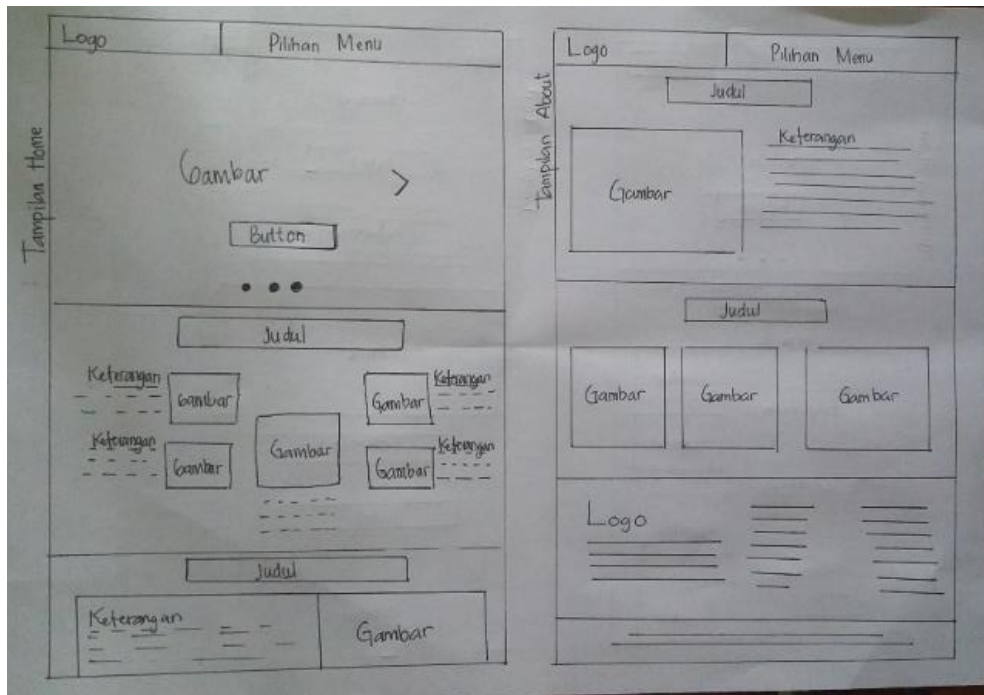 Tampilan Home
Logo
Pilihan Menu
Gambar
>
Button
Judul
Keterangan
Gambar
Gambar
Keterangan
Keterangan
Gambar
Gambar
Gambar
Keterangan
Judul
Keterangan
Gambar
Tampilan About
Logo
Pilihan Menu
Judul
Gambar
Keterangan
Judul
Gambar
Gambar
Gambar
Logo